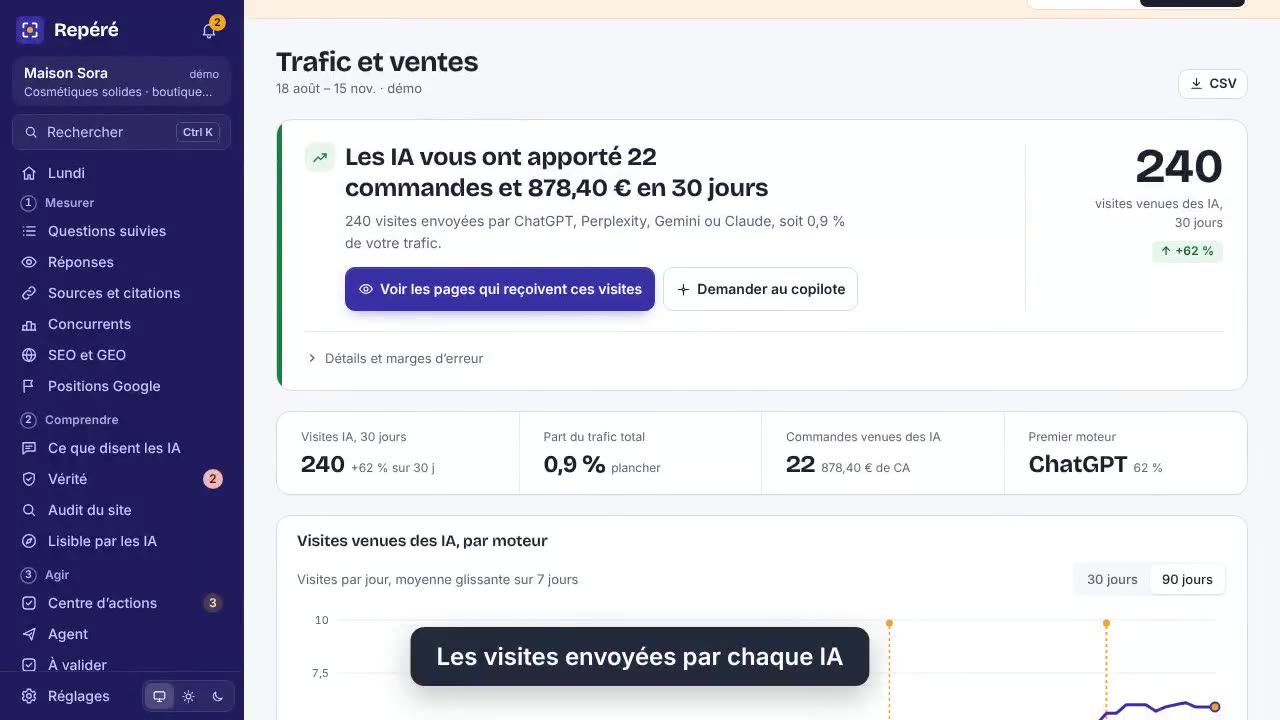 Repéré
2
Maison Sora
démo
Cosmétiques solides · boutique...
Rechercher
Ctrl K
Lundi
1 Mesurer
Questions suivies
Réponses
Sources et citations
Concurrents
SEO et GEO
Positions Google
2 Comprendre
Ce que disent les IA
Vérité
2
Audit du site
Lisible par les IA
3 Agir
Centre d’actions
3
Agent
À valider
Réglages
Trafic et ventes
18 août – 15 nov. · démo
CSV
Les IA vous ont apporté 22
commandes et 878,40 € en 30 jours
240 visites envoyées par ChatGPT, Perplexity, Gemini ou Claude, soit 0,9 %
de votre trafic.
Voir les pages qui reçoivent ces visites
Demander au copilote
240
visites venues des IA,
30 jours
↑ +62 %
Détails et marges d’erreur
Visites IA, 30 jours
240 +62 % sur 30 j
Part du trafic total
0,9 % plancher
Commandes venues des IA
22 878,40 € de CA
Premier moteur
ChatGPT 62 %
Visites venues des IA, par moteur
Visites par jour, moyenne glissante sur 7 jours
30 jours
90 jours
10
7,5
Les visites envoyées par chaque IA